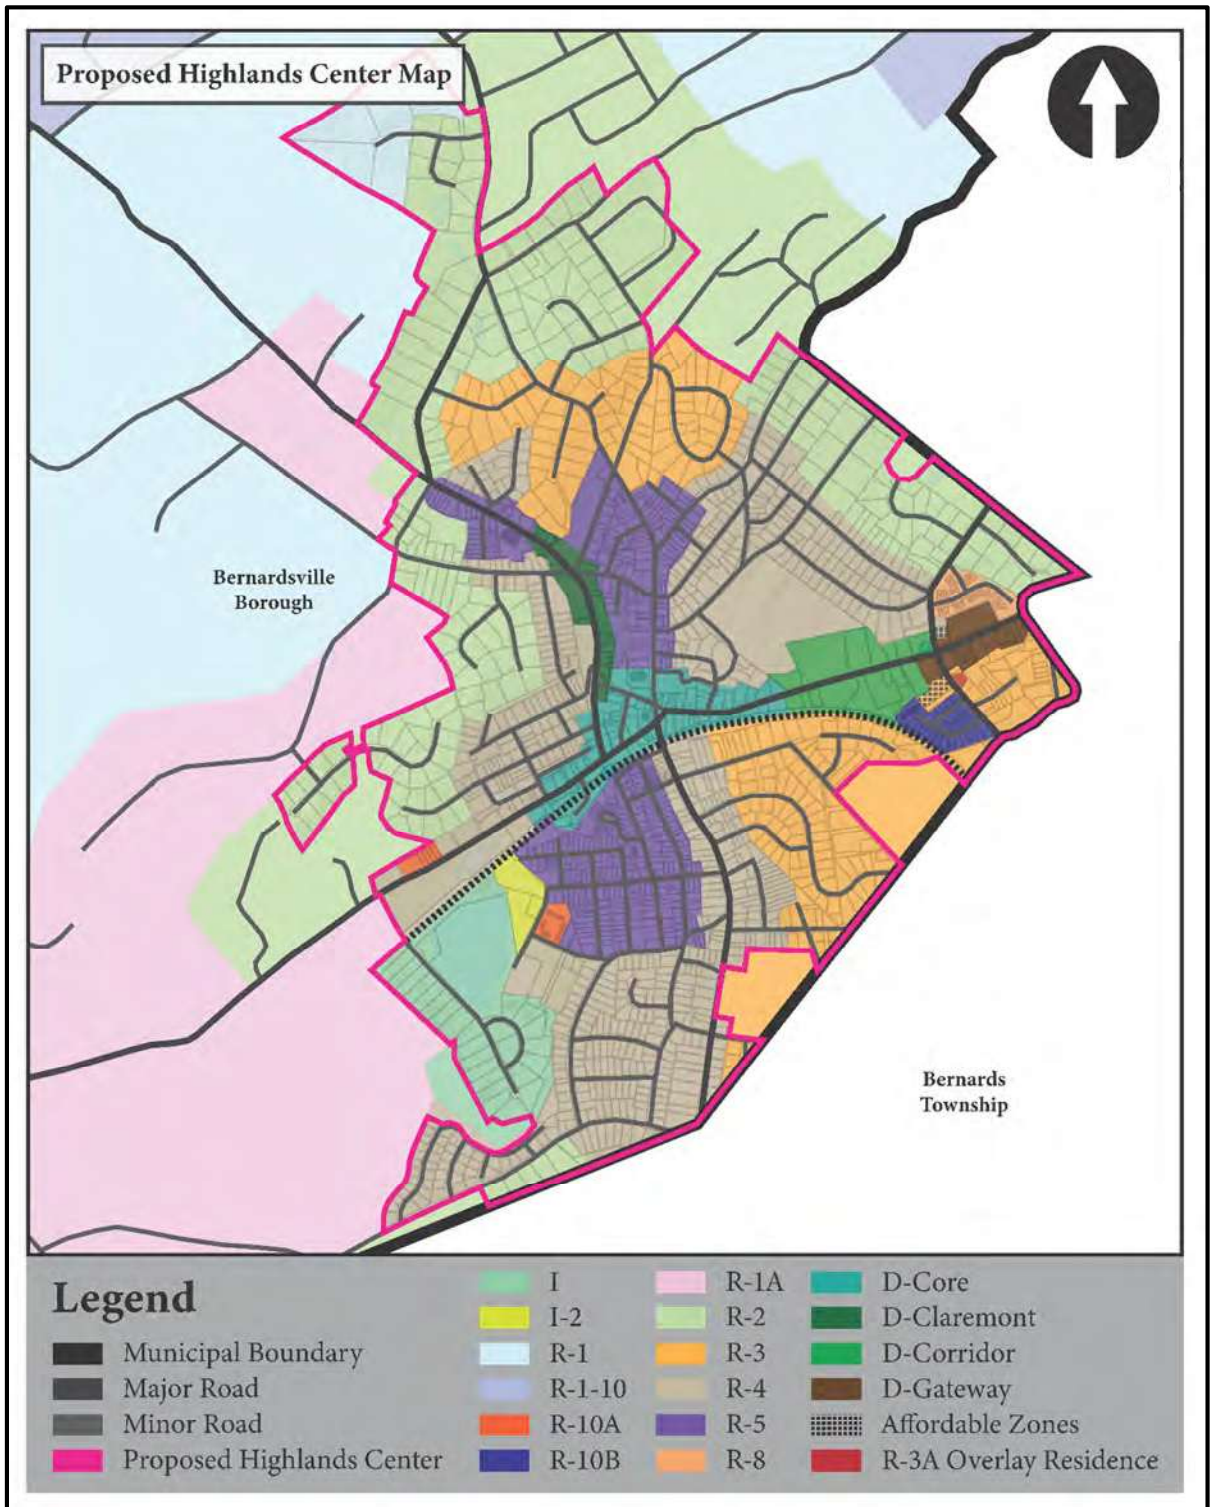 Proposed Highlands Center Map
Bernardsville
Borough
Bernards
Township
Legend
Municipal Boundary
Major Road
Minor Road
Proposed Highlands Center
I
I-2
R-1
R-1-10
R-10A
R-10B
R-1A
R-2
R-3
R-4
R-5
R-8
D-Core
D-Claremont
D-Corridor
D-Gateway
Affordable Zones
R-3A Overlay Residence